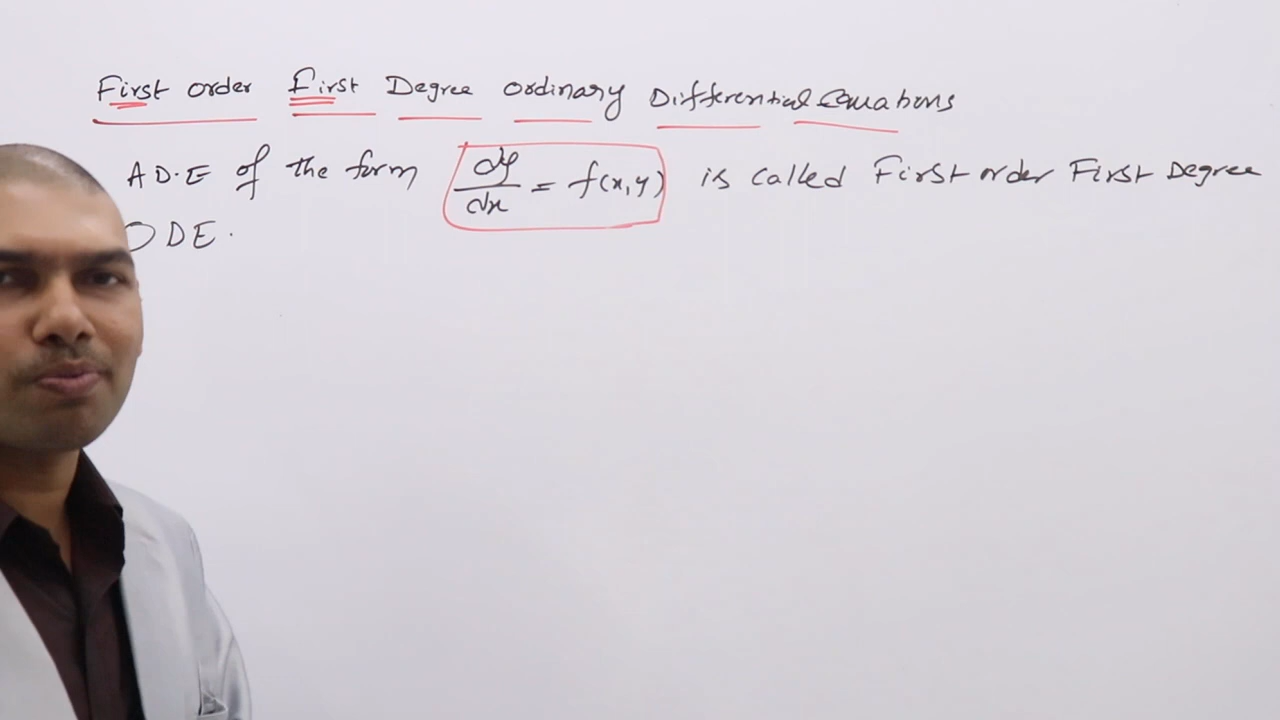 First order First Degree ordinary Differential Equations
A D.E of the form dy/dx = f(x,y) is called First order First Degree
ODE.